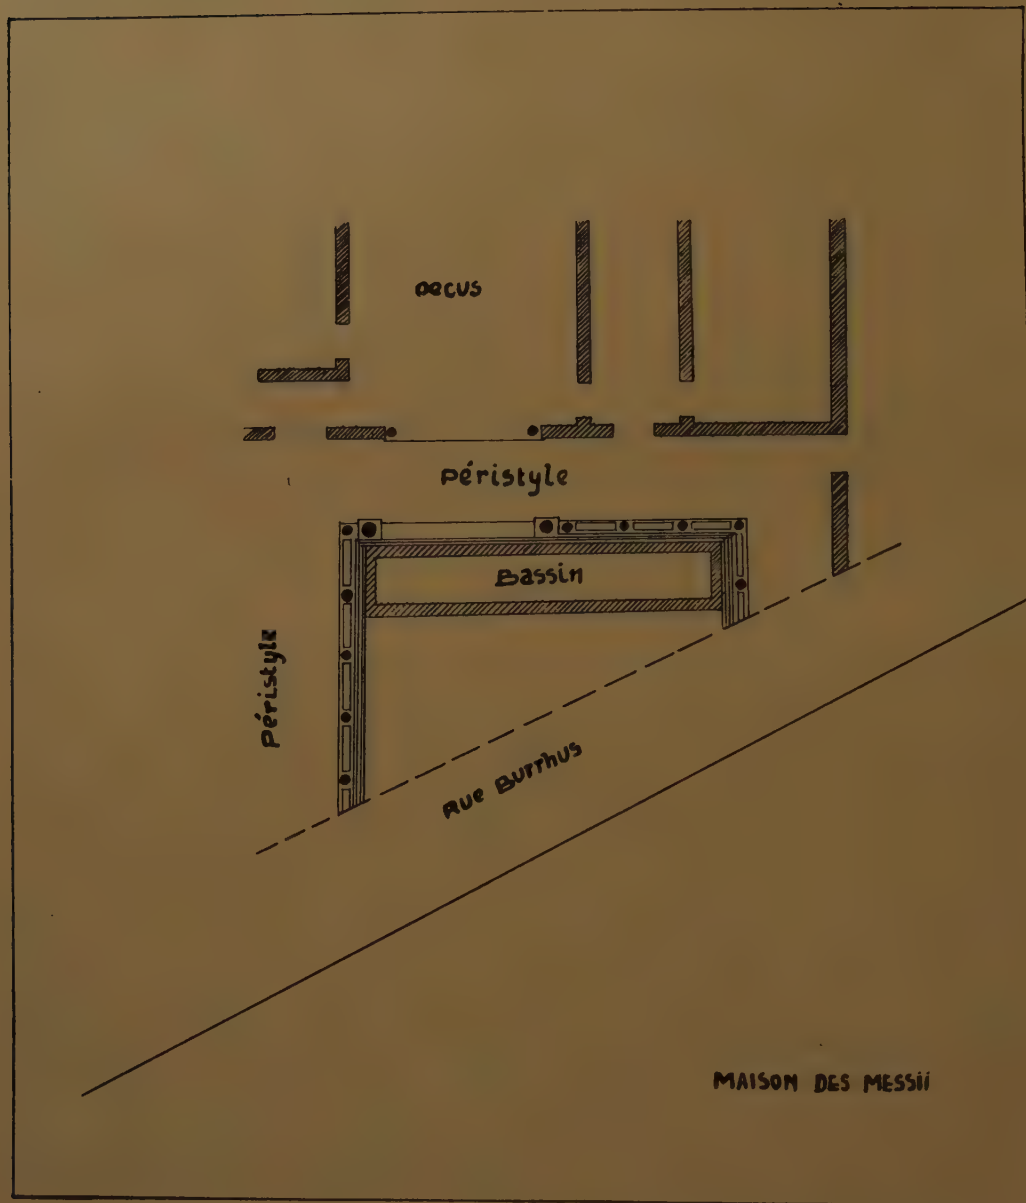 oecus
Péristyle
Bassin
Péristyle
Rue Burrhus
MAISON DES MESSII